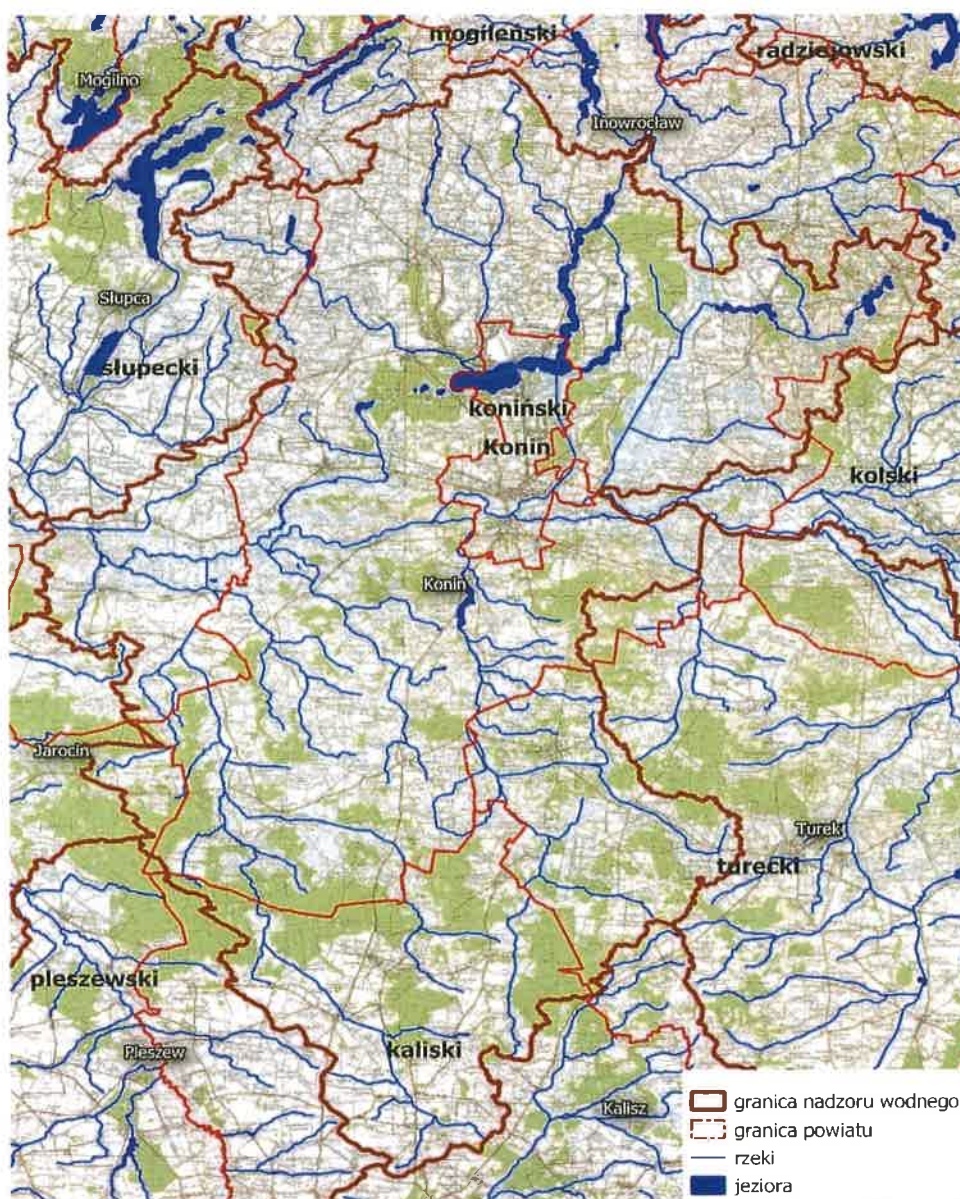 mogileński
radziejowski
Mogilno
Inowrocław
Słupca
słupecki
koniński
Konin
kolski
Konin
Jarocin
Turek
turecki
pleszewski
kaliski
Pleszew
Kalisz
granica nadzoru wodnego
granica powiatu
rzeki
jeziora